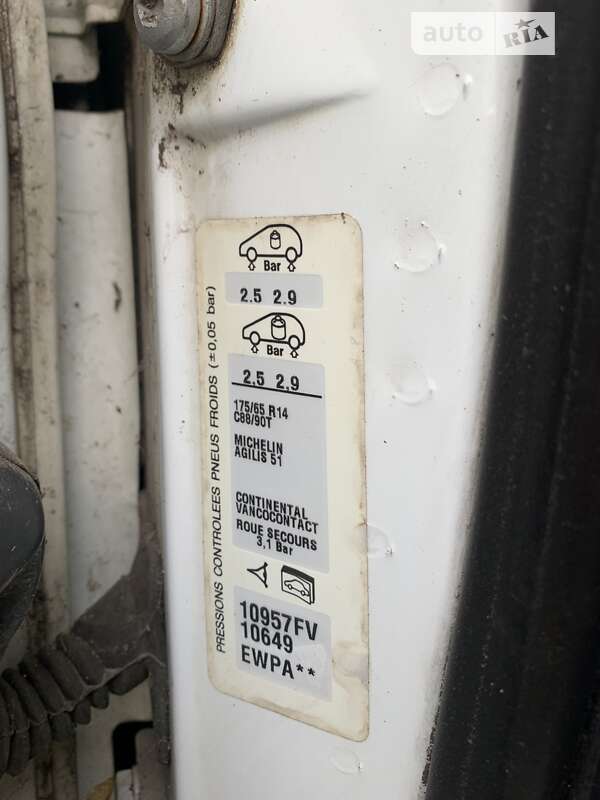 auto RIA
Bar
2.5 2.9
Bar
2.5 2.9
175/65 R14
C88/90T
MICHELIN
AGILIS 51
CONTINENTAL
VANCOCONTACT
ROUE SECOURS
3,1 Bar
10957FV
10649
EWPA**
PRESSIONS CONTROLEES PNEUS FROIDS (±0,05 bar)